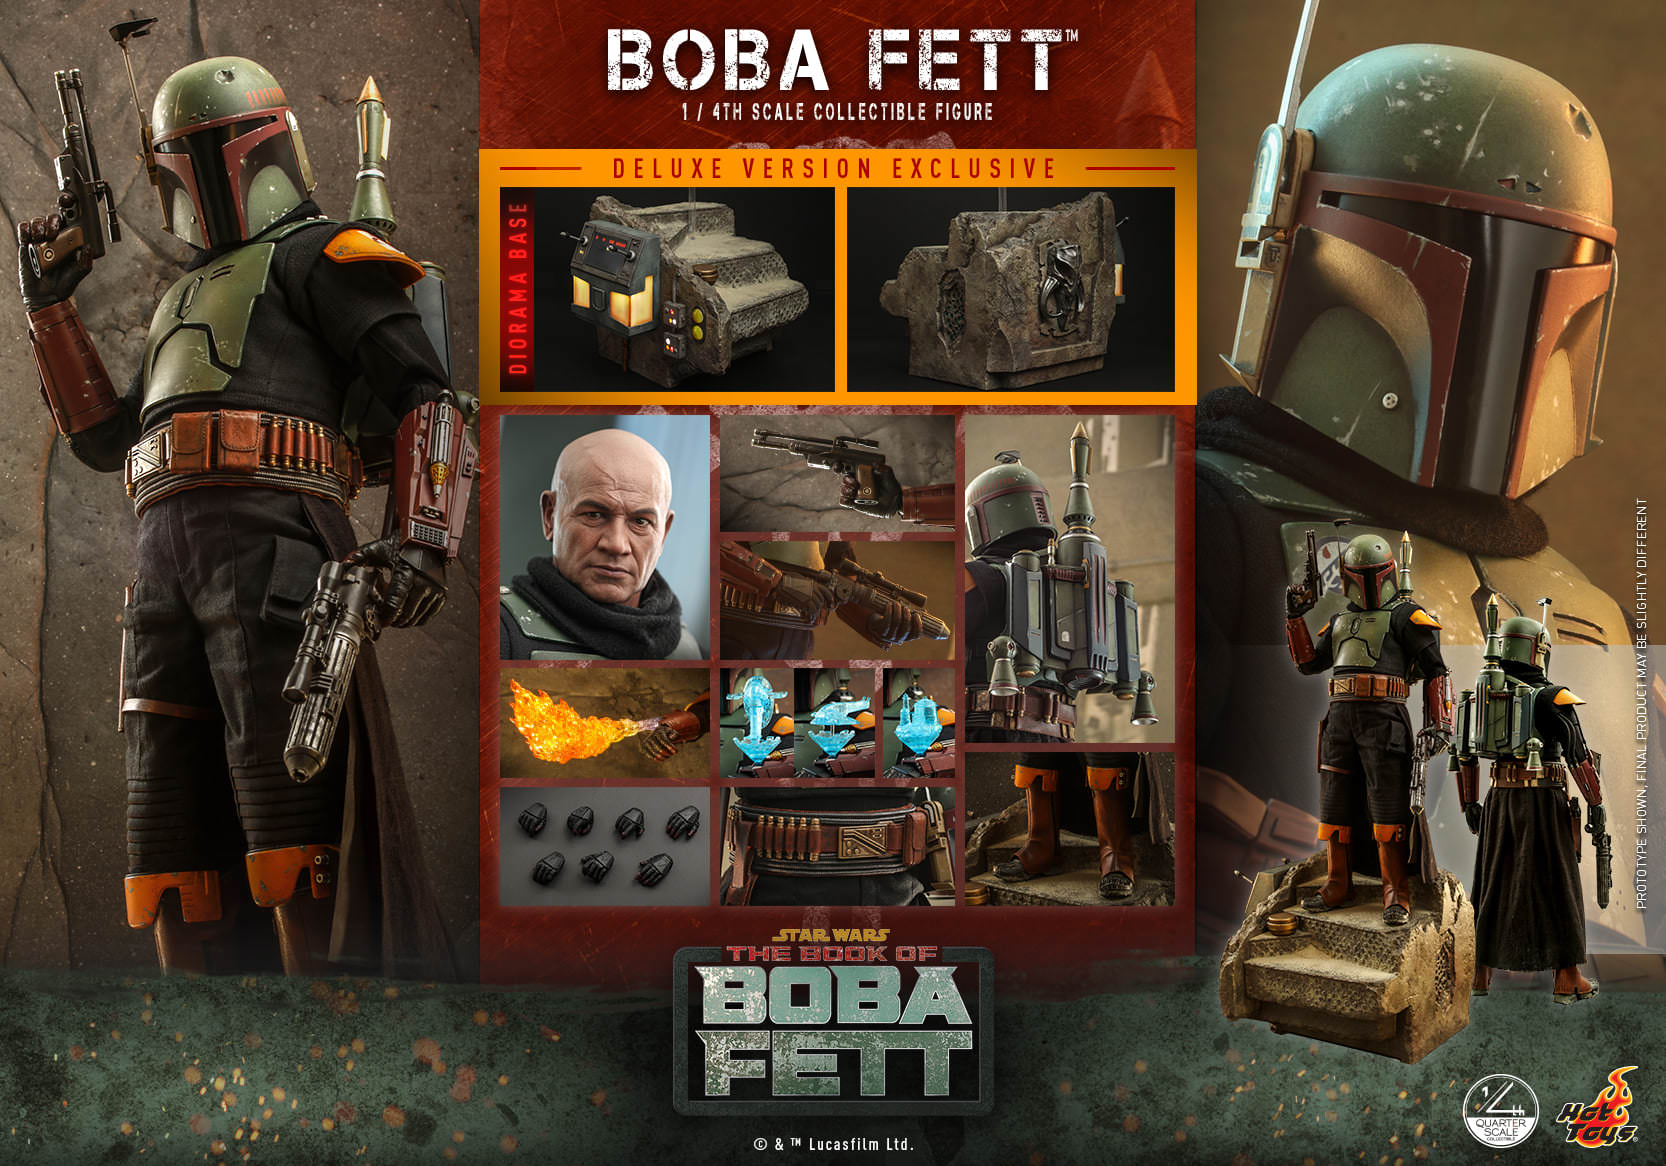 BOBA FETT™
1 / 4TH SCALE COLLECTIBLE FIGURE
DELUXE VERSION EXCLUSIVE
DIORAMA BASE
PROTOTYPE SHOWN, FINAL PRODUCT MAY BE SLIGHTLY DIFFERENT
STAR WARS
THE BOOK OF
BOBA
FETT
© & ™ Lucasfilm Ltd.
1/4th
QUARTER
SCALE
COLLECTIBLE
Hot
Toys®